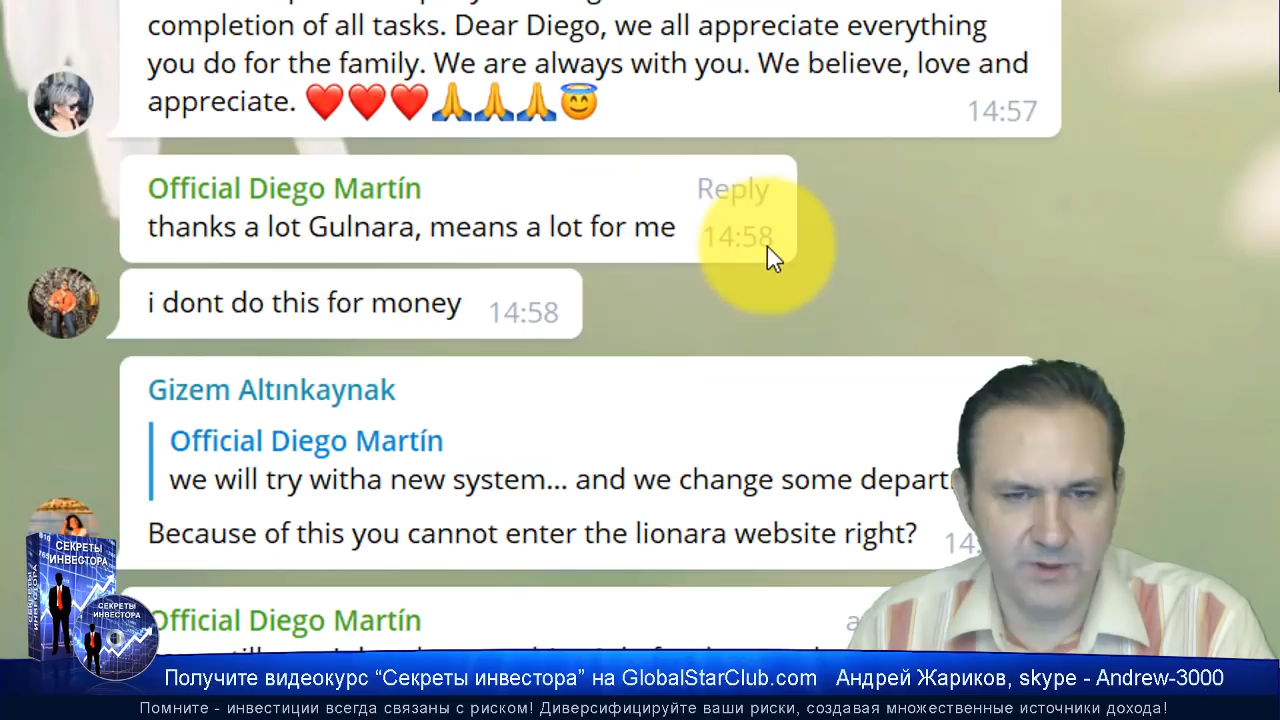 completion of all tasks. Dear Diego, we all appreciate everything
you do for the family. We are always with you. We believe, love and
appreciate. ❤️❤️❤️🙏🙏🙏😇 14:57
Official Diego Martín Reply
thanks a lot Gulnara, means a lot for me 14:58
i dont do this for money 14:58
Gizem Altınkaynak
Official Diego Martín
we will try witha new system... and we change some depart
Because of this you cannot enter the lionara website right? 14:
Official Diego Martín
СЕКРЕТЫ
ИНВЕСТОРА
СЕКРЕТЫ
ИНВЕСТОРА
СЕКРЕТЫ
ИНВЕСТОРА
Получите видеокурс “Секреты инвестора” на GlobalStarClub.com Андрей Жариков, skype - Andrew-3000
Помните - инвестиции всегда связаны с риском! Диверсифицируйте ваши риски, создавая множественные источники дохода!